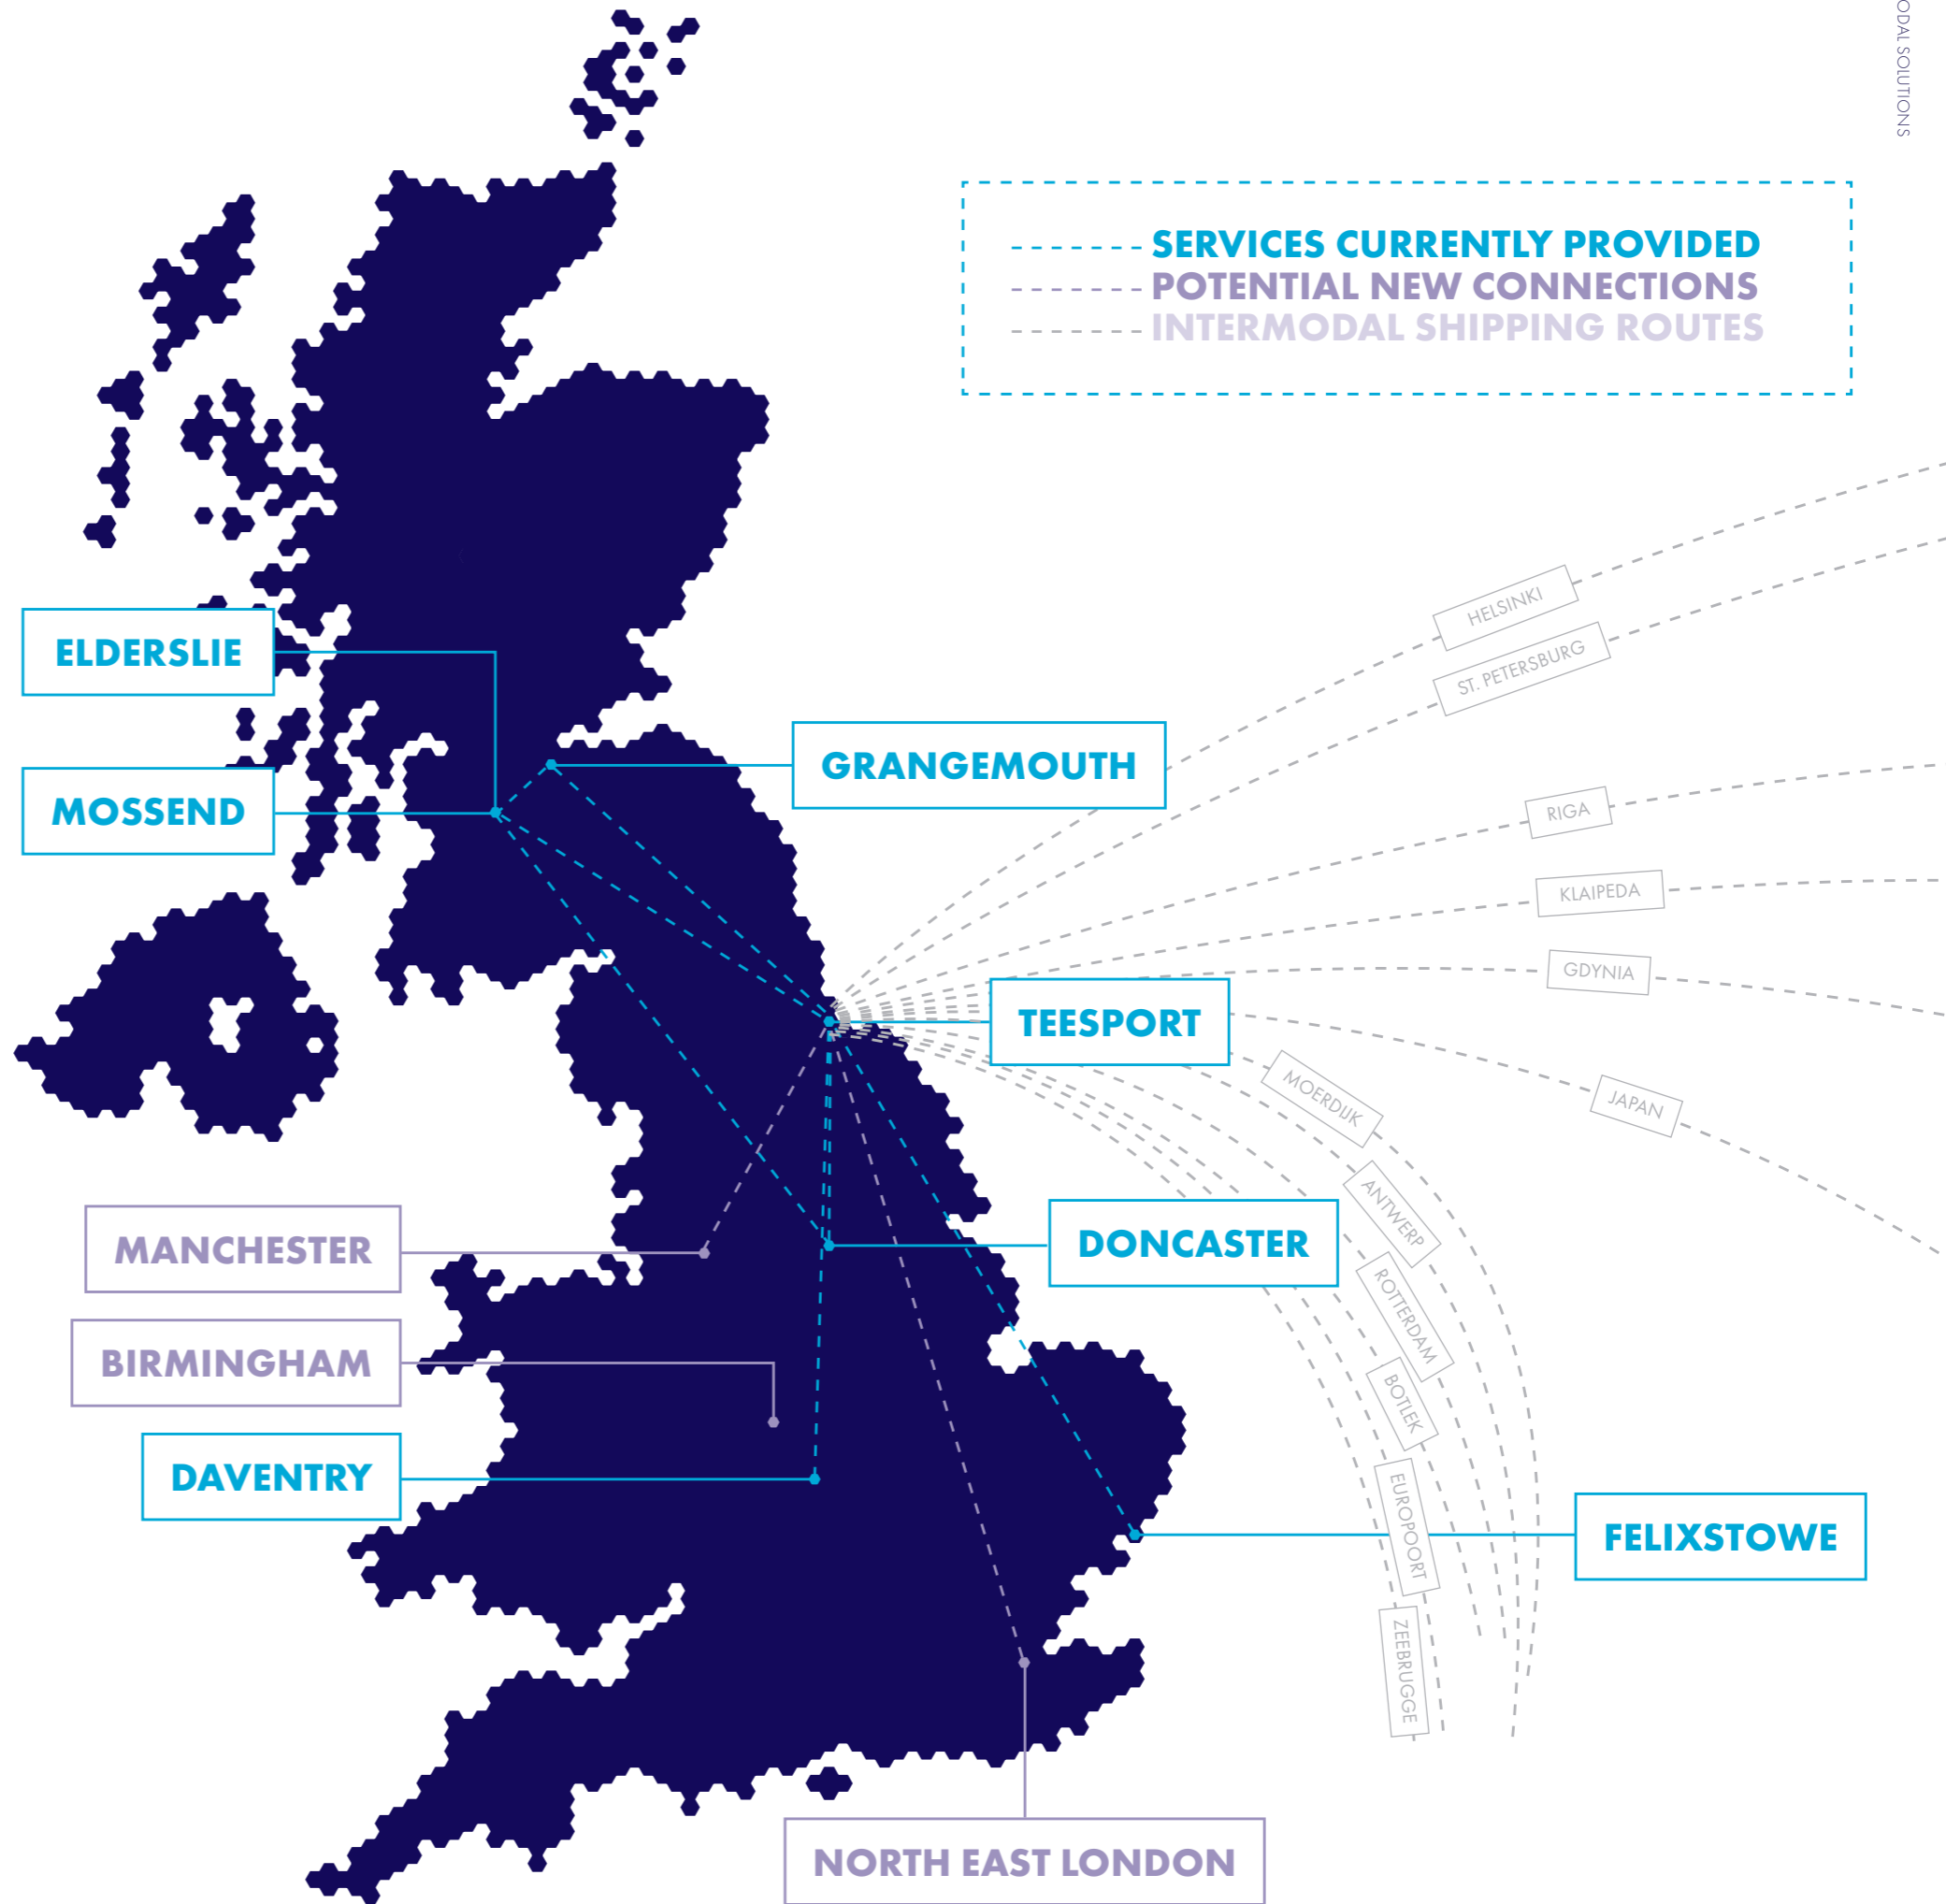 ODAL SOLUTIONS
SERVICES CURRENTLY PROVIDED
POTENTIAL NEW CONNECTIONS
INTERMODAL SHIPPING ROUTES
HELSINKI
ST. PETERSBURG
ELDERSLIE
GRANGEMOUTH
MOSSEND
RIGA
KLAIPEDA
GDYNIA
TEESPORT
MOERDIJK
JAPAN
ANTWERP
MANCHESTER
DONCASTER
ROTTERDAM
BIRMINGHAM
BOTLEK
DAVENTRY
EUROPOORT
FELIXSTOWE
ZEEBRUGGE
NORTH EAST LONDON